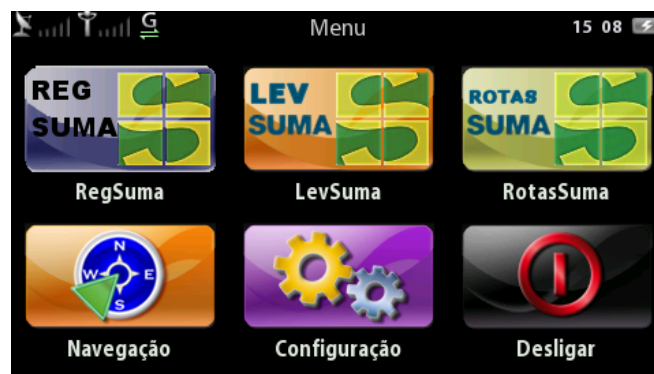 G Menu 15 08
REG
SUMA
LEV
SUMA
ROTAS
SUMA
RegSuma LevSuma RotasSuma
N
W E
S
Navegação Configuração Desligar